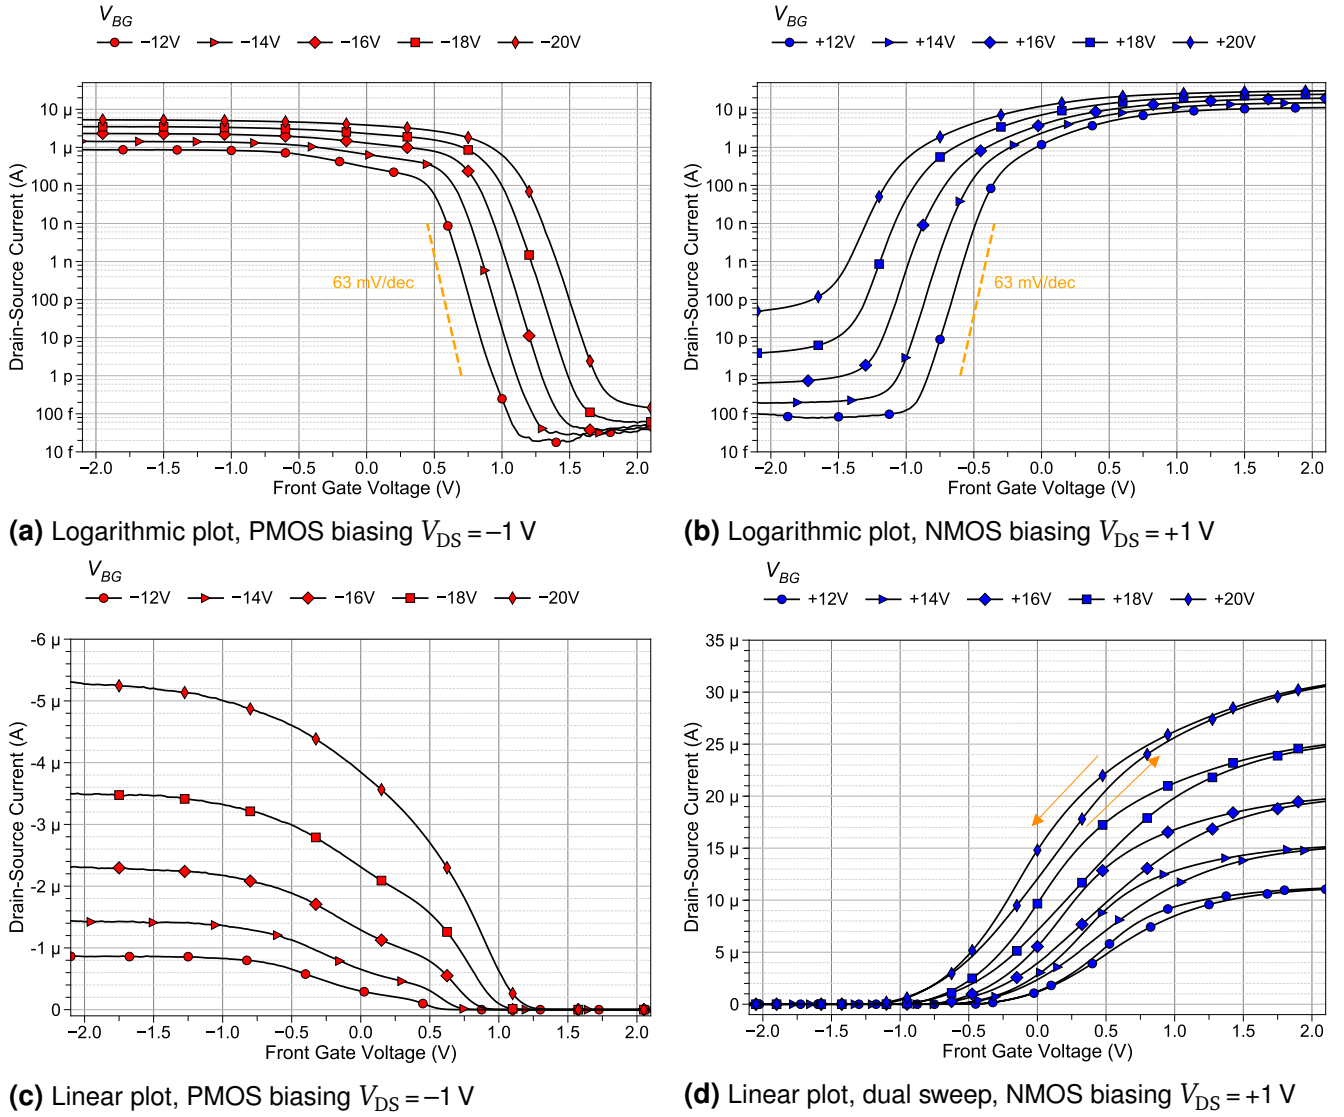 V_BG
−12V −14V −16V −18V −20V
Drain-Source Current (A)
10 µ
1 µ
100 n
10 n
1 n
100 p
10 p
1 p
100 f
10 f
63 mV/dec
−2.0 −1.5 −1.0 −0.5 0.0 0.5 1.0 1.5 2.0
Front Gate Voltage (V)
(a) Logarithmic plot, PMOS biasing V_DS = −1 V
V_BG
+12V +14V +16V +18V +20V
Drain-Source Current (A)
10 µ
1 µ
100 n
10 n
1 n
100 p
10 p
1 p
100 f
10 f
63 mV/dec
−2.0 −1.5 −1.0 −0.5 0.0 0.5 1.0 1.5 2.0
Front Gate Voltage (V)
(b) Logarithmic plot, NMOS biasing V_DS = +1 V
V_BG
−12V −14V −16V −18V −20V
Drain-Source Current (A)
-6 µ
-5 µ
-4 µ
-3 µ
-2 µ
-1 µ
0
−2.0 −1.5 −1.0 −0.5 0.0 0.5 1.0 1.5 2.0
Front Gate Voltage (V)
(c) Linear plot, PMOS biasing V_DS = −1 V
V_BG
+12V +14V +16V +18V +20V
Drain-Source Current (A)
35 µ
30 µ
25 µ
20 µ
15 µ
10 µ
5 µ
0
−2.0 −1.5 −1.0 −0.5 0.0 0.5 1.0 1.5 2.0
Front Gate Voltage (V)
(d) Linear plot, dual sweep, NMOS biasing V_DS = +1 V